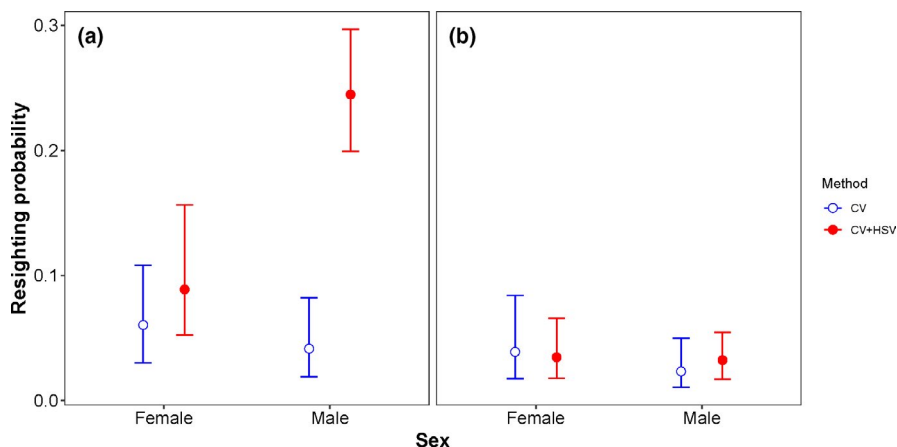 (a)
(b)
Resighting probability
0.3
0.2
0.1
0.0
Female
Male
Female
Male
Sex
Method
CV
CV+HSV